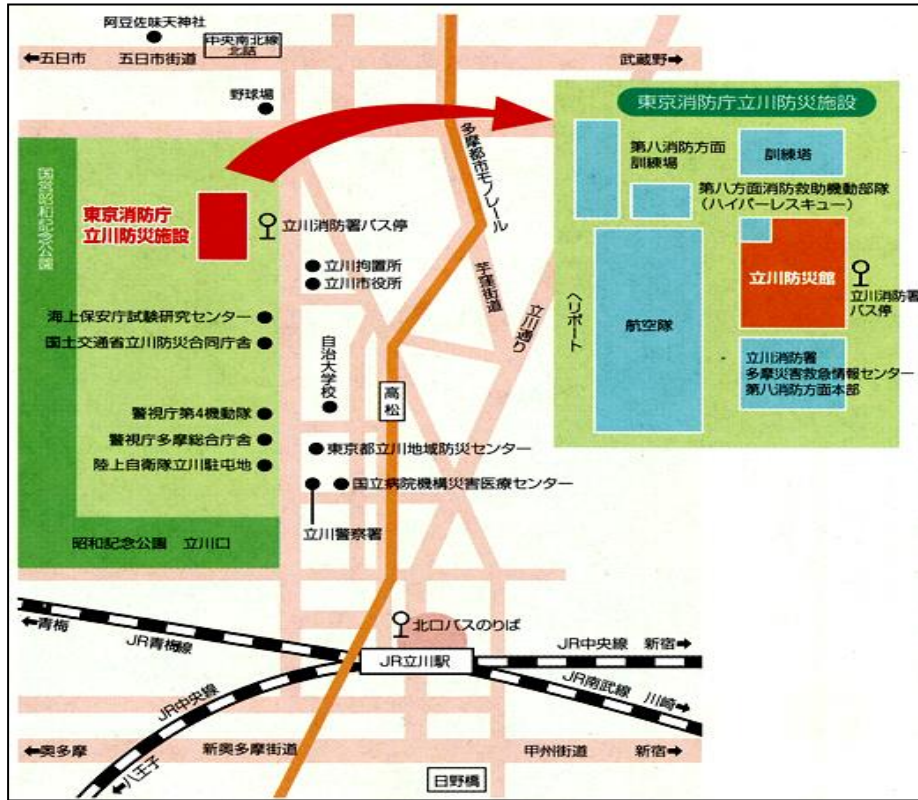 阿豆佐味天神社
中央南北線
北詰
←五日市 五日市街道
武蔵野→
野球場
多摩都市モノレール
国営昭和記念公園
東京消防庁
立川防災施設
立川消防署バス停
立川拘置所
立川市役所
芋窪街道
立川通り
海上保安庁試験研究センター
国土交通省立川防災合同庁舎
自治大学校
高松
警視庁第4機動隊
警視庁多摩総合庁舎
陸上自衛隊立川駐屯地
東京都立川地域防災センター
国立病院機構災害医療センター
立川警察署
昭和記念公園 立川口
北口バスのりば
←青梅
JR青梅線
JR立川駅
JR中央線 新宿→
JR南武線 川崎→
JR中央線
←八王子
←奥多摩 新奥多摩街道
甲州街道 新宿→
日野橋
東京消防庁立川防災施設
第八消防方面
訓練場
訓練塔
第八方面消防救助機動部隊
(ハイパーレスキュー)
ヘリポート
航空隊
立川防災館
立川消防署
バス停
立川消防署
多摩災害救急情報センター
第八消防方面本部